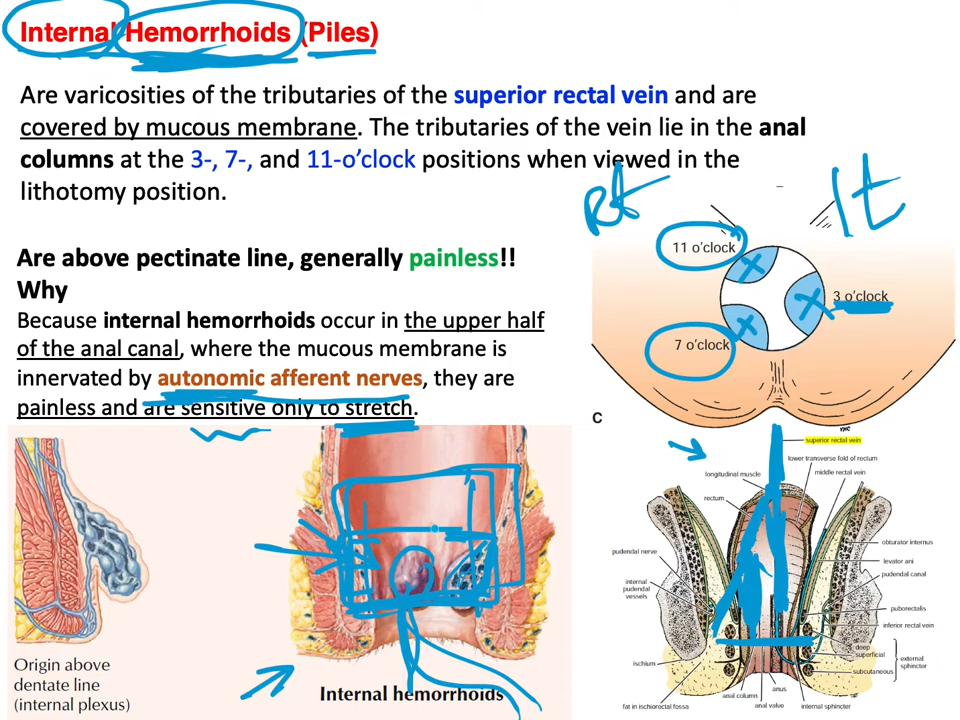 Internal Hemorrhoids (Piles)
Are varicosities of the tributaries of the superior rectal vein and are
covered by mucous membrane. The tributaries of the vein lie in the anal
columns at the 3-, 7-, and 11-o'clock positions when viewed in the
lithotomy position.
Are above pectinate line, generally painless!!
Why
Because internal hemorrhoids occur in the upper half
of the anal canal, where the mucous membrane is
innervated by autonomic afferent nerves, they are
painless and are sensitive only to stretch.
Rt
Lt
11 o'clock
3 o'clock
7 o'clock
C
superior rectal vein
lower transverse fold of rectum
longitudinal muscle
middle rectal vein
rectum
obturator internus
pudendal nerve
levator ani
pudendal canal
internal
pudendal
vessels
puborectalis
inferior rectal vein
deep
superficial
external
sphincter
ischium
subcutaneous
anus
anal column
internal sphincter
fat in ischiorectal fossa
anal valve
Origin above
dentate line
(internal plexus)
Internal hemorrhoids